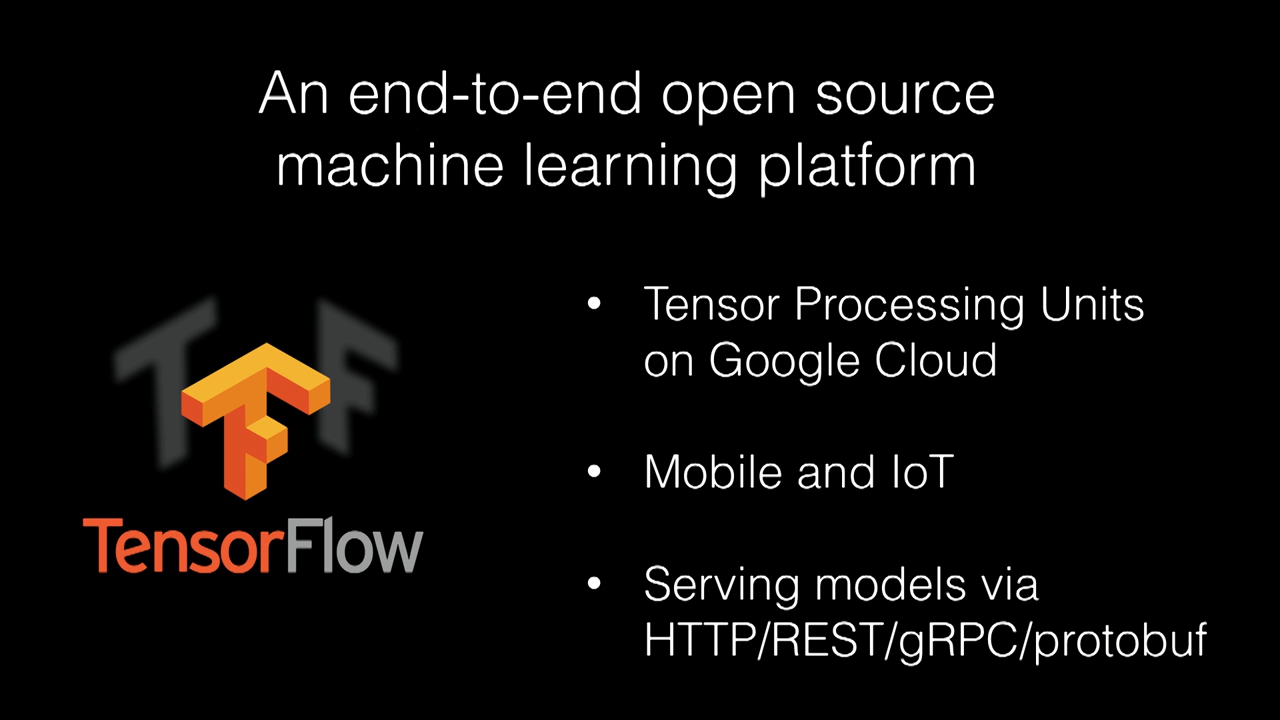 An end-to-end open source
machine learning platform
• Tensor Processing Units
on Google Cloud
• Mobile and IoT
• Serving models via
HTTP/REST/gRPC/protobuf
TensorFlow